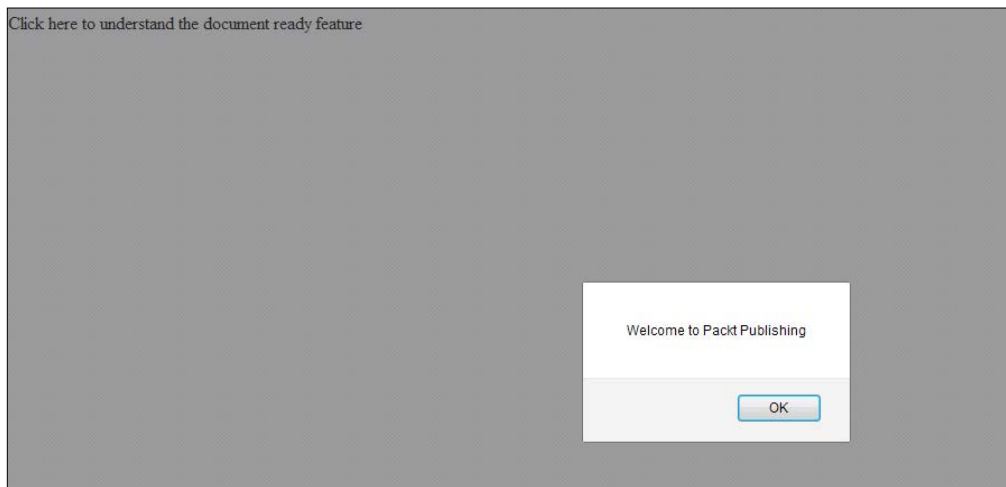 Click here to understand the document ready feature
Welcome to Packt Publishing
OK